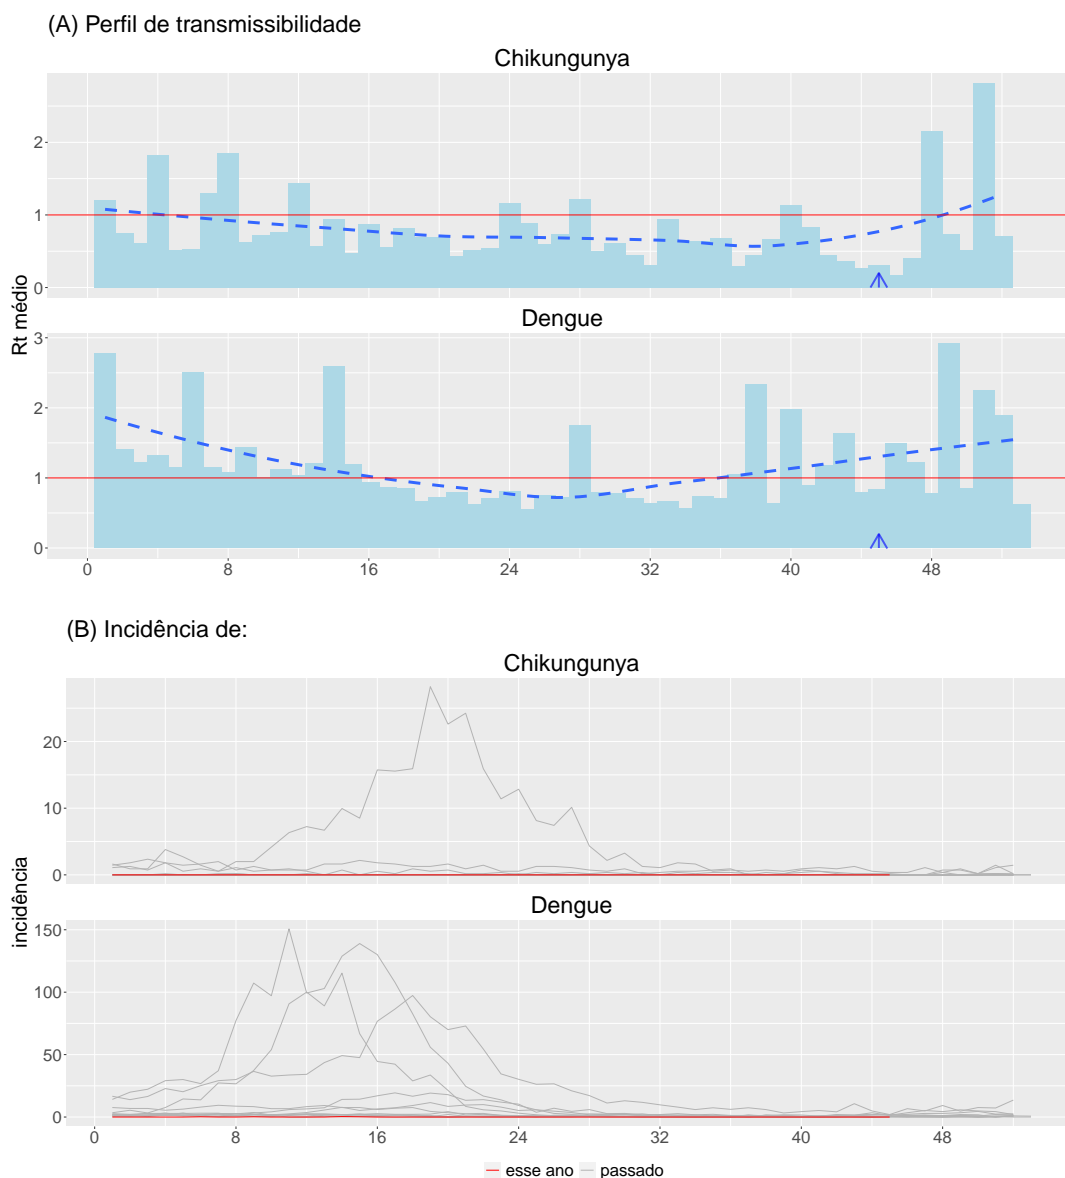 (A) Perfil de transmissibilidade
Chikungunya
2
1
0
Rt médio
Dengue
3
2
1
0
0 8 16 24 32 40 48
(B) Incidência de:
Chikungunya
20
10
0
incidência
Dengue
150
100
50
0
0 8 16 24 32 40 48
esse ano passado